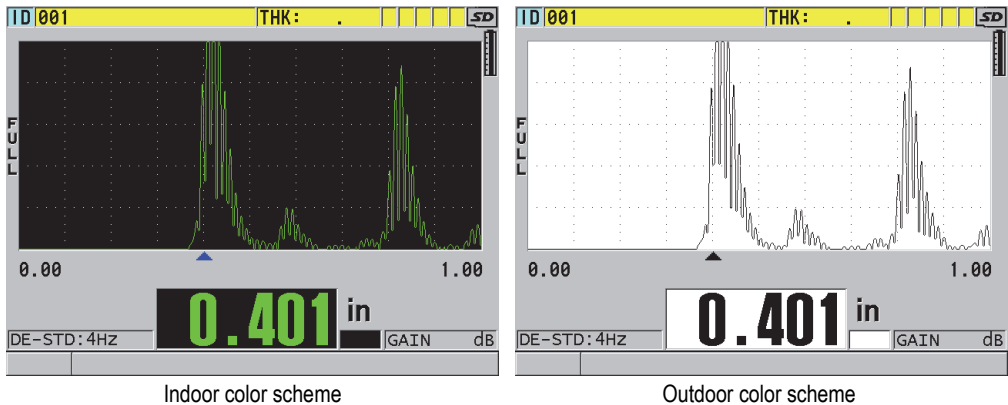 ID 001 THK: . SD
FULL
0.00 1.00
0.401 in
DE-STD:4Hz GAIN dB
Indoor color scheme
ID 001 THK: . SD
FULL
0.00 1.00
0.401 in
DE-STD:4Hz GAIN dB
Outdoor color scheme